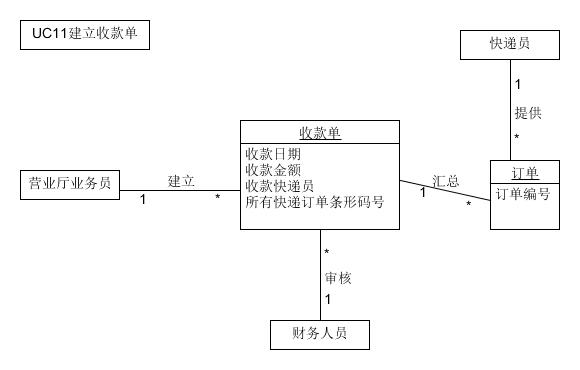 UC11建立收款单
快递员
1
提供
*
收款单
收款日期
收款金额
收款快递员
所有快递订单条形码号
营业厅业务员
建立
1
*
汇总
1
*
订单
订单编号
*
审核
1
财务人员